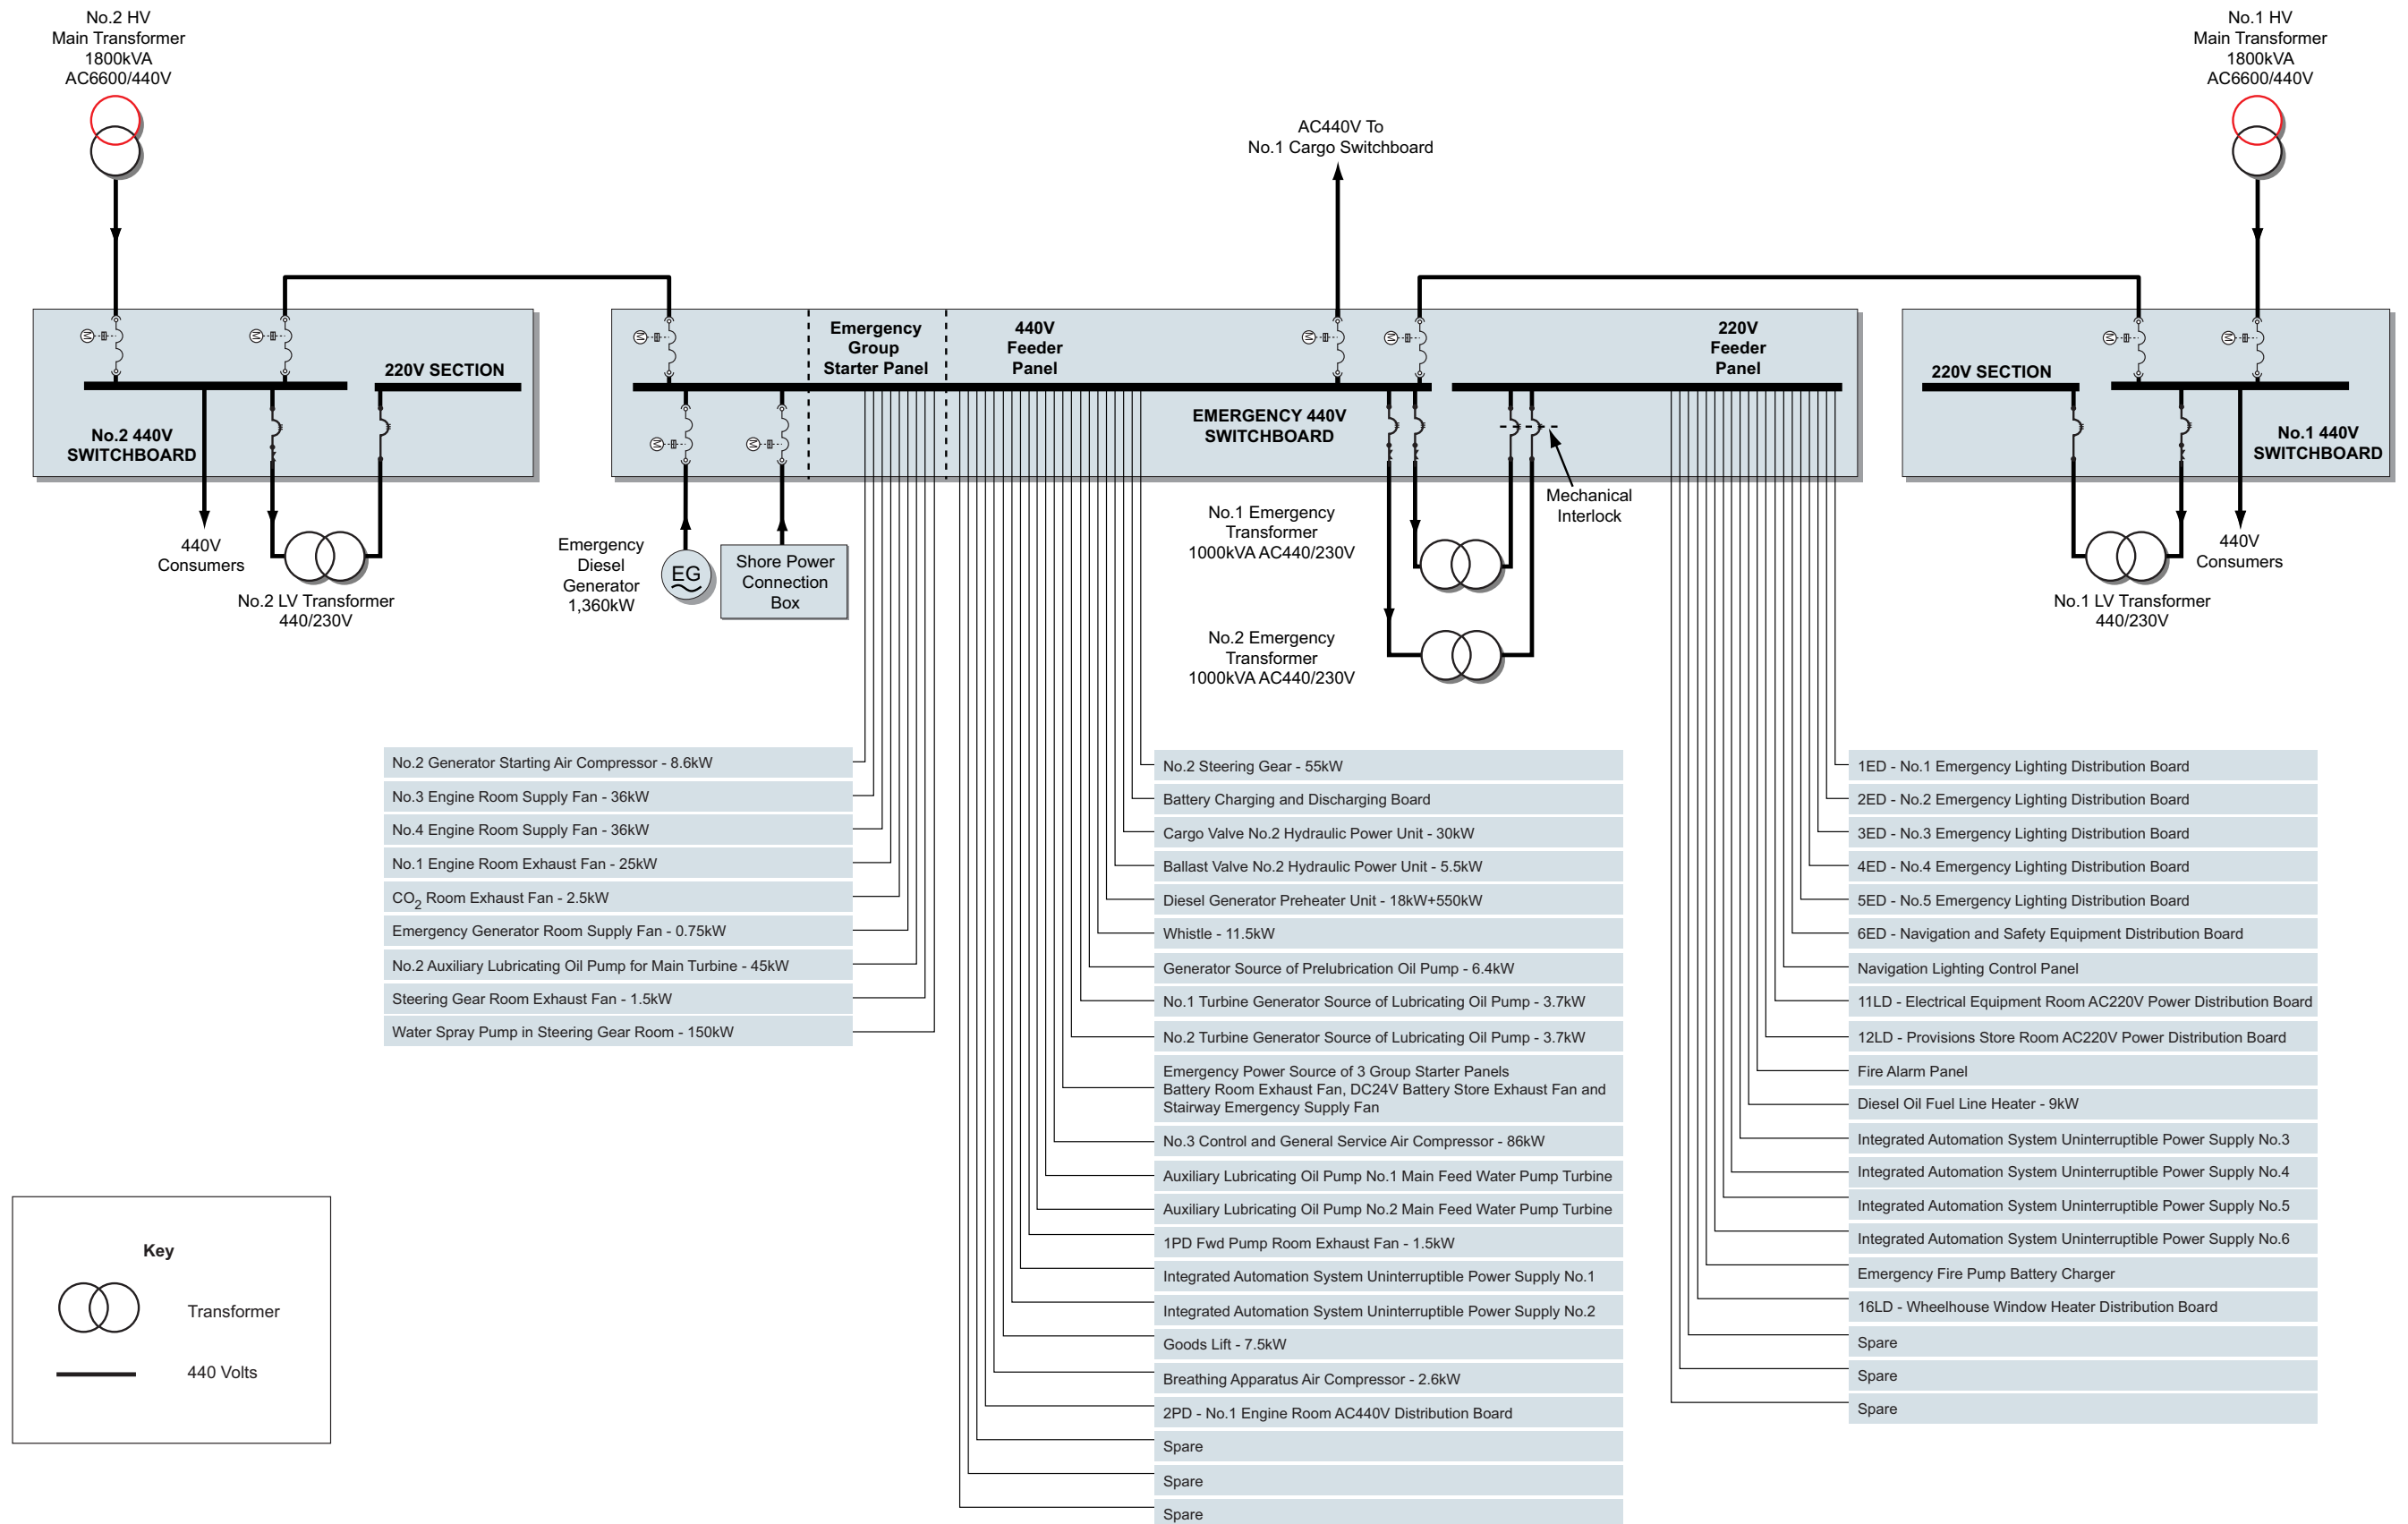 No.2 HV
Main Transformer
1800kVA
AC6600/440V
No.1 HV
Main Transformer
1800kVA
AC6600/440V
AC440V To
No.1 Cargo Switchboard
M
M
220V SECTION
No.2 440V
SWITCHBOARD
440V
Consumers
No.2 LV Transformer
440/230V
M
Emergency
Group
Starter Panel
440V
Feeder
Panel
M
M
220V
Feeder
Panel
M
M
EMERGENCY 440V
SWITCHBOARD
Mechanical
Interlock
Emergency
Diesel
Generator
1,360kW
EG
Shore Power
Connection
Box
No.1 Emergency
Transformer
1000kVA AC440/230V
No.2 Emergency
Transformer
1000kVA AC440/230V
M
M
220V SECTION
No.1 440V
SWITCHBOARD
440V
Consumers
No.1 LV Transformer
440/230V
No.2 Generator Starting Air Compressor - 8.6kW
No.3 Engine Room Supply Fan - 36kW
No.4 Engine Room Supply Fan - 36kW
No.1 Engine Room Exhaust Fan - 25kW
CO2 Room Exhaust Fan - 2.5kW
Emergency Generator Room Supply Fan - 0.75kW
No.2 Auxiliary Lubricating Oil Pump for Main Turbine - 45kW
Steering Gear Room Exhaust Fan - 1.5kW
Water Spray Pump in Steering Gear Room - 150kW
No.2 Steering Gear - 55kW
Battery Charging and Discharging Board
Cargo Valve No.2 Hydraulic Power Unit - 30kW
Ballast Valve No.2 Hydraulic Power Unit - 5.5kW
Diesel Generator Preheater Unit - 18kW+550kW
Whistle - 11.5kW
Generator Source of Prelubrication Oil Pump - 6.4kW
No.1 Turbine Generator Source of Lubricating Oil Pump - 3.7kW
No.2 Turbine Generator Source of Lubricating Oil Pump - 3.7kW
Emergency Power Source of 3 Group Starter Panels
Battery Room Exhaust Fan, DC24V Battery Store Exhaust Fan and
Stairway Emergency Supply Fan
No.3 Control and General Service Air Compressor - 86kW
Auxiliary Lubricating Oil Pump No.1 Main Feed Water Pump Turbine
Auxiliary Lubricating Oil Pump No.2 Main Feed Water Pump Turbine
1PD Fwd Pump Room Exhaust Fan - 1.5kW
Integrated Automation System Uninterruptible Power Supply No.1
Integrated Automation System Uninterruptible Power Supply No.2
Goods Lift - 7.5kW
Breathing Apparatus Air Compressor - 2.6kW
2PD - No.1 Engine Room AC440V Distribution Board
Spare
Spare
Spare
1ED - No.1 Emergency Lighting Distribution Board
2ED - No.2 Emergency Lighting Distribution Board
3ED - No.3 Emergency Lighting Distribution Board
4ED - No.4 Emergency Lighting Distribution Board
5ED - No.5 Emergency Lighting Distribution Board
6ED - Navigation and Safety Equipment Distribution Board
Navigation Lighting Control Panel
11LD - Electrical Equipment Room AC220V Power Distribution Board
12LD - Provisions Store Room AC220V Power Distribution Board
Fire Alarm Panel
Diesel Oil Fuel Line Heater - 9kW
Integrated Automation System Uninterruptible Power Supply No.3
Integrated Automation System Uninterruptible Power Supply No.4
Integrated Automation System Uninterruptible Power Supply No.5
Integrated Automation System Uninterruptible Power Supply No.6
Emergency Fire Pump Battery Charger
16LD - Wheelhouse Window Heater Distribution Board
Spare
Spare
Spare
Key
Transformer
440 Volts